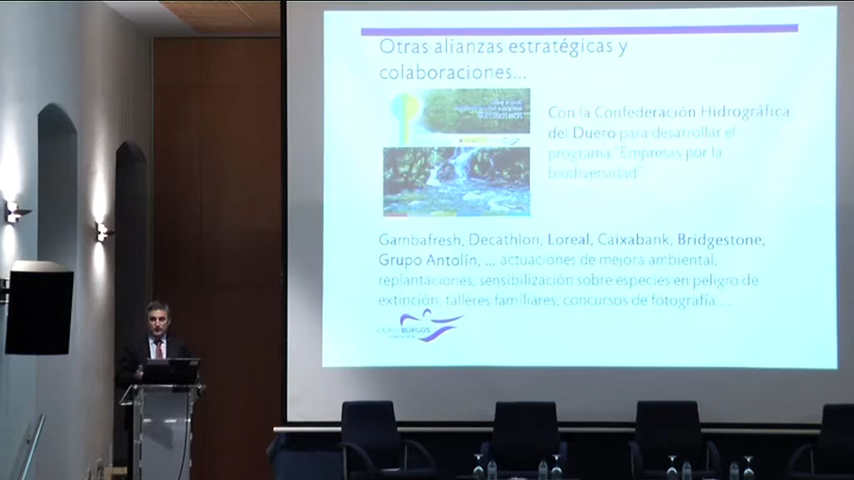 Otras alianzas estratégicas y
colaboraciones...
Con la Confederación Hidrográfica
del Duero para desarrollar el
programa "Empresas por la
biodiversidad"
Gambafresh, Decathlon, Loreal, Caixabank, Bridgestone,
Grupo Antolín, ... actuaciones de mejora ambiental,
replantaciones, sensibilización sobre especies en peligro de
extinción, talleres familiares, concursos de fotografía ...
BURGOS